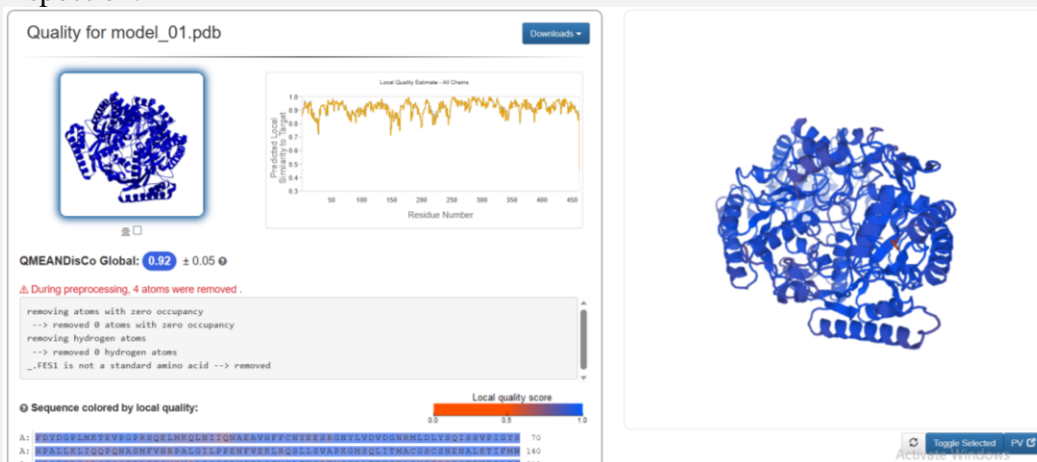 Quality for model_01.pdb
Downloads
Local Quality Estimate - All Chains
Predicted Local
Similarity to Target
1.0
0.9
0.8
0.7
0.6
0.5
0.4
0.3
50 100 150 200 250 300 350 400 450
Residue Number
QMEANDisCo Global: 0.92 ± 0.05
During preprocessing, 4 atoms were removed .
removing atoms with zero occupancy
--> removed 0 atoms with zero occupancy
removing hydrogen atoms
--> removed 0 hydrogen atoms
_.FES1 is not a standard amino acid --> removed
Local quality score
Sequence colored by local quality:
0.0 0.5 1.0
A: 70
A: 140
Toggle Selected
PV
Activate Windows